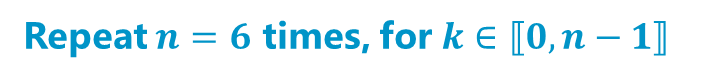 Repeat n = 6 times, for k ∈ ⟦0, n − 1⟧